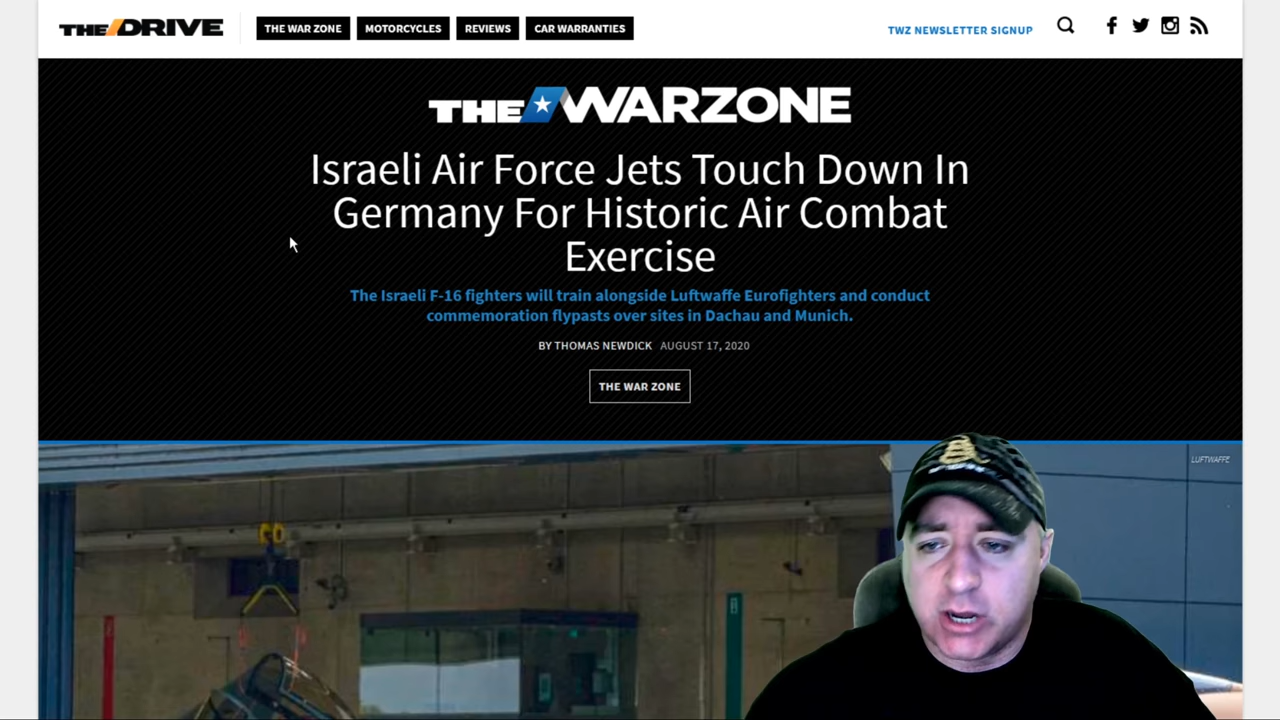 THE DRIVE
THE WAR ZONE
MOTORCYCLES
REVIEWS
CAR WARRANTIES
TWZ NEWSLETTER SIGNUP
THE WARZONE
Israeli Air Force Jets Touch Down In
Germany For Historic Air Combat
Exercise
The Israeli F-16 fighters will train alongside Luftwaffe Eurofighters and conduct
commemoration flypasts over sites in Dachau and Munich.
BY THOMAS NEWDICK AUGUST 17, 2020
THE WAR ZONE
LUFTWAFFE